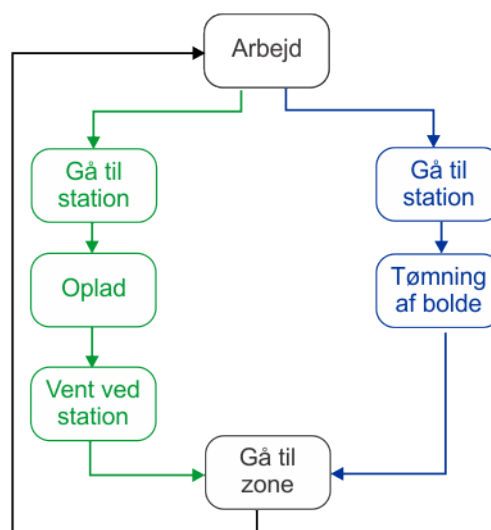 Arbejd
Gå til
station
Oplad
Vent ved
station
Gå til
station
Tømning
af bolde
Gå til
zone